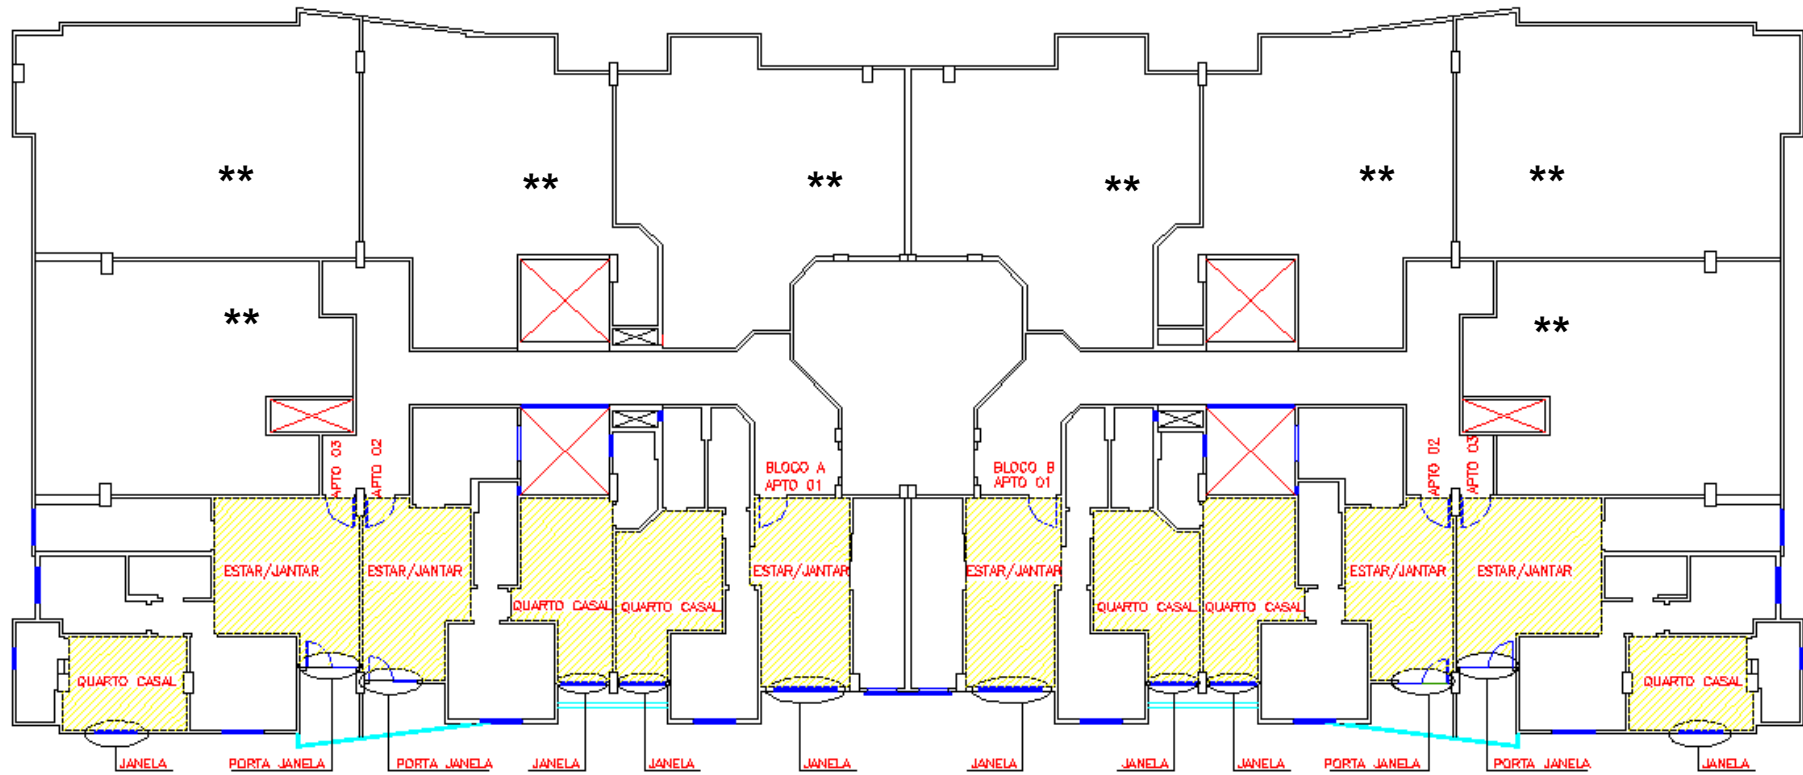 ** ** ** ** ** **
** **
APTO 03 APTO 02 BLOCO A BLOCO B APTO 02 APTO 03
APTO 01 APTO 01
ESTAR/JANTAR ESTAR/JANTAR ESTAR/JANTAR ESTAR/JANTAR ESTAR/JANTAR ESTAR/JANTAR
QUARTO CASAL QUARTO CASAL QUARTO CASAL QUARTO CASAL
QUARTO CASAL QUARTO CASAL
JANELA PORTA JANELA PORTA JANELA JANELA JANELA JANELA JANELA JANELA JANELA PORTA JANELA PORTA JANELA JANELA